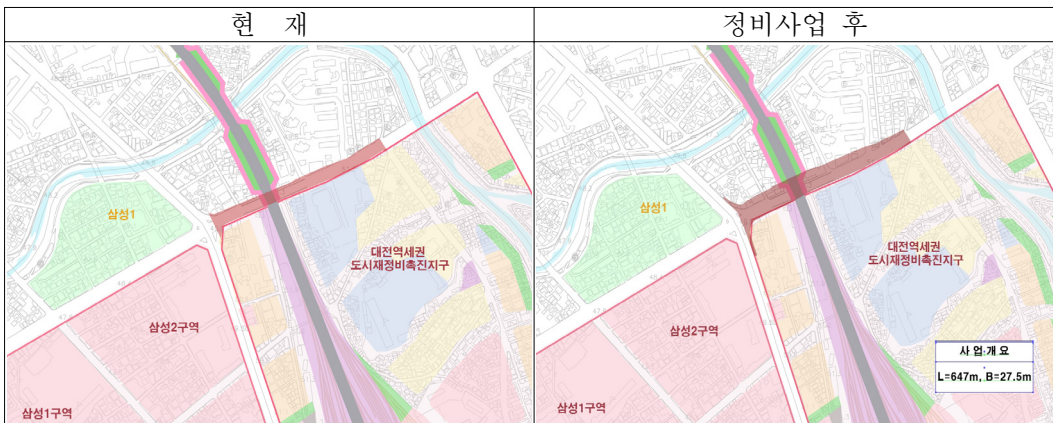 현 재
정비사업 후
삼성1
대전역세권
도시재정비촉진지구
삼성2구역
삼성1구역
삼성1
대전역세권
도시재정비촉진지구
삼성2구역
사 업 개 요
L=647m, B=27.5m
삼성1구역